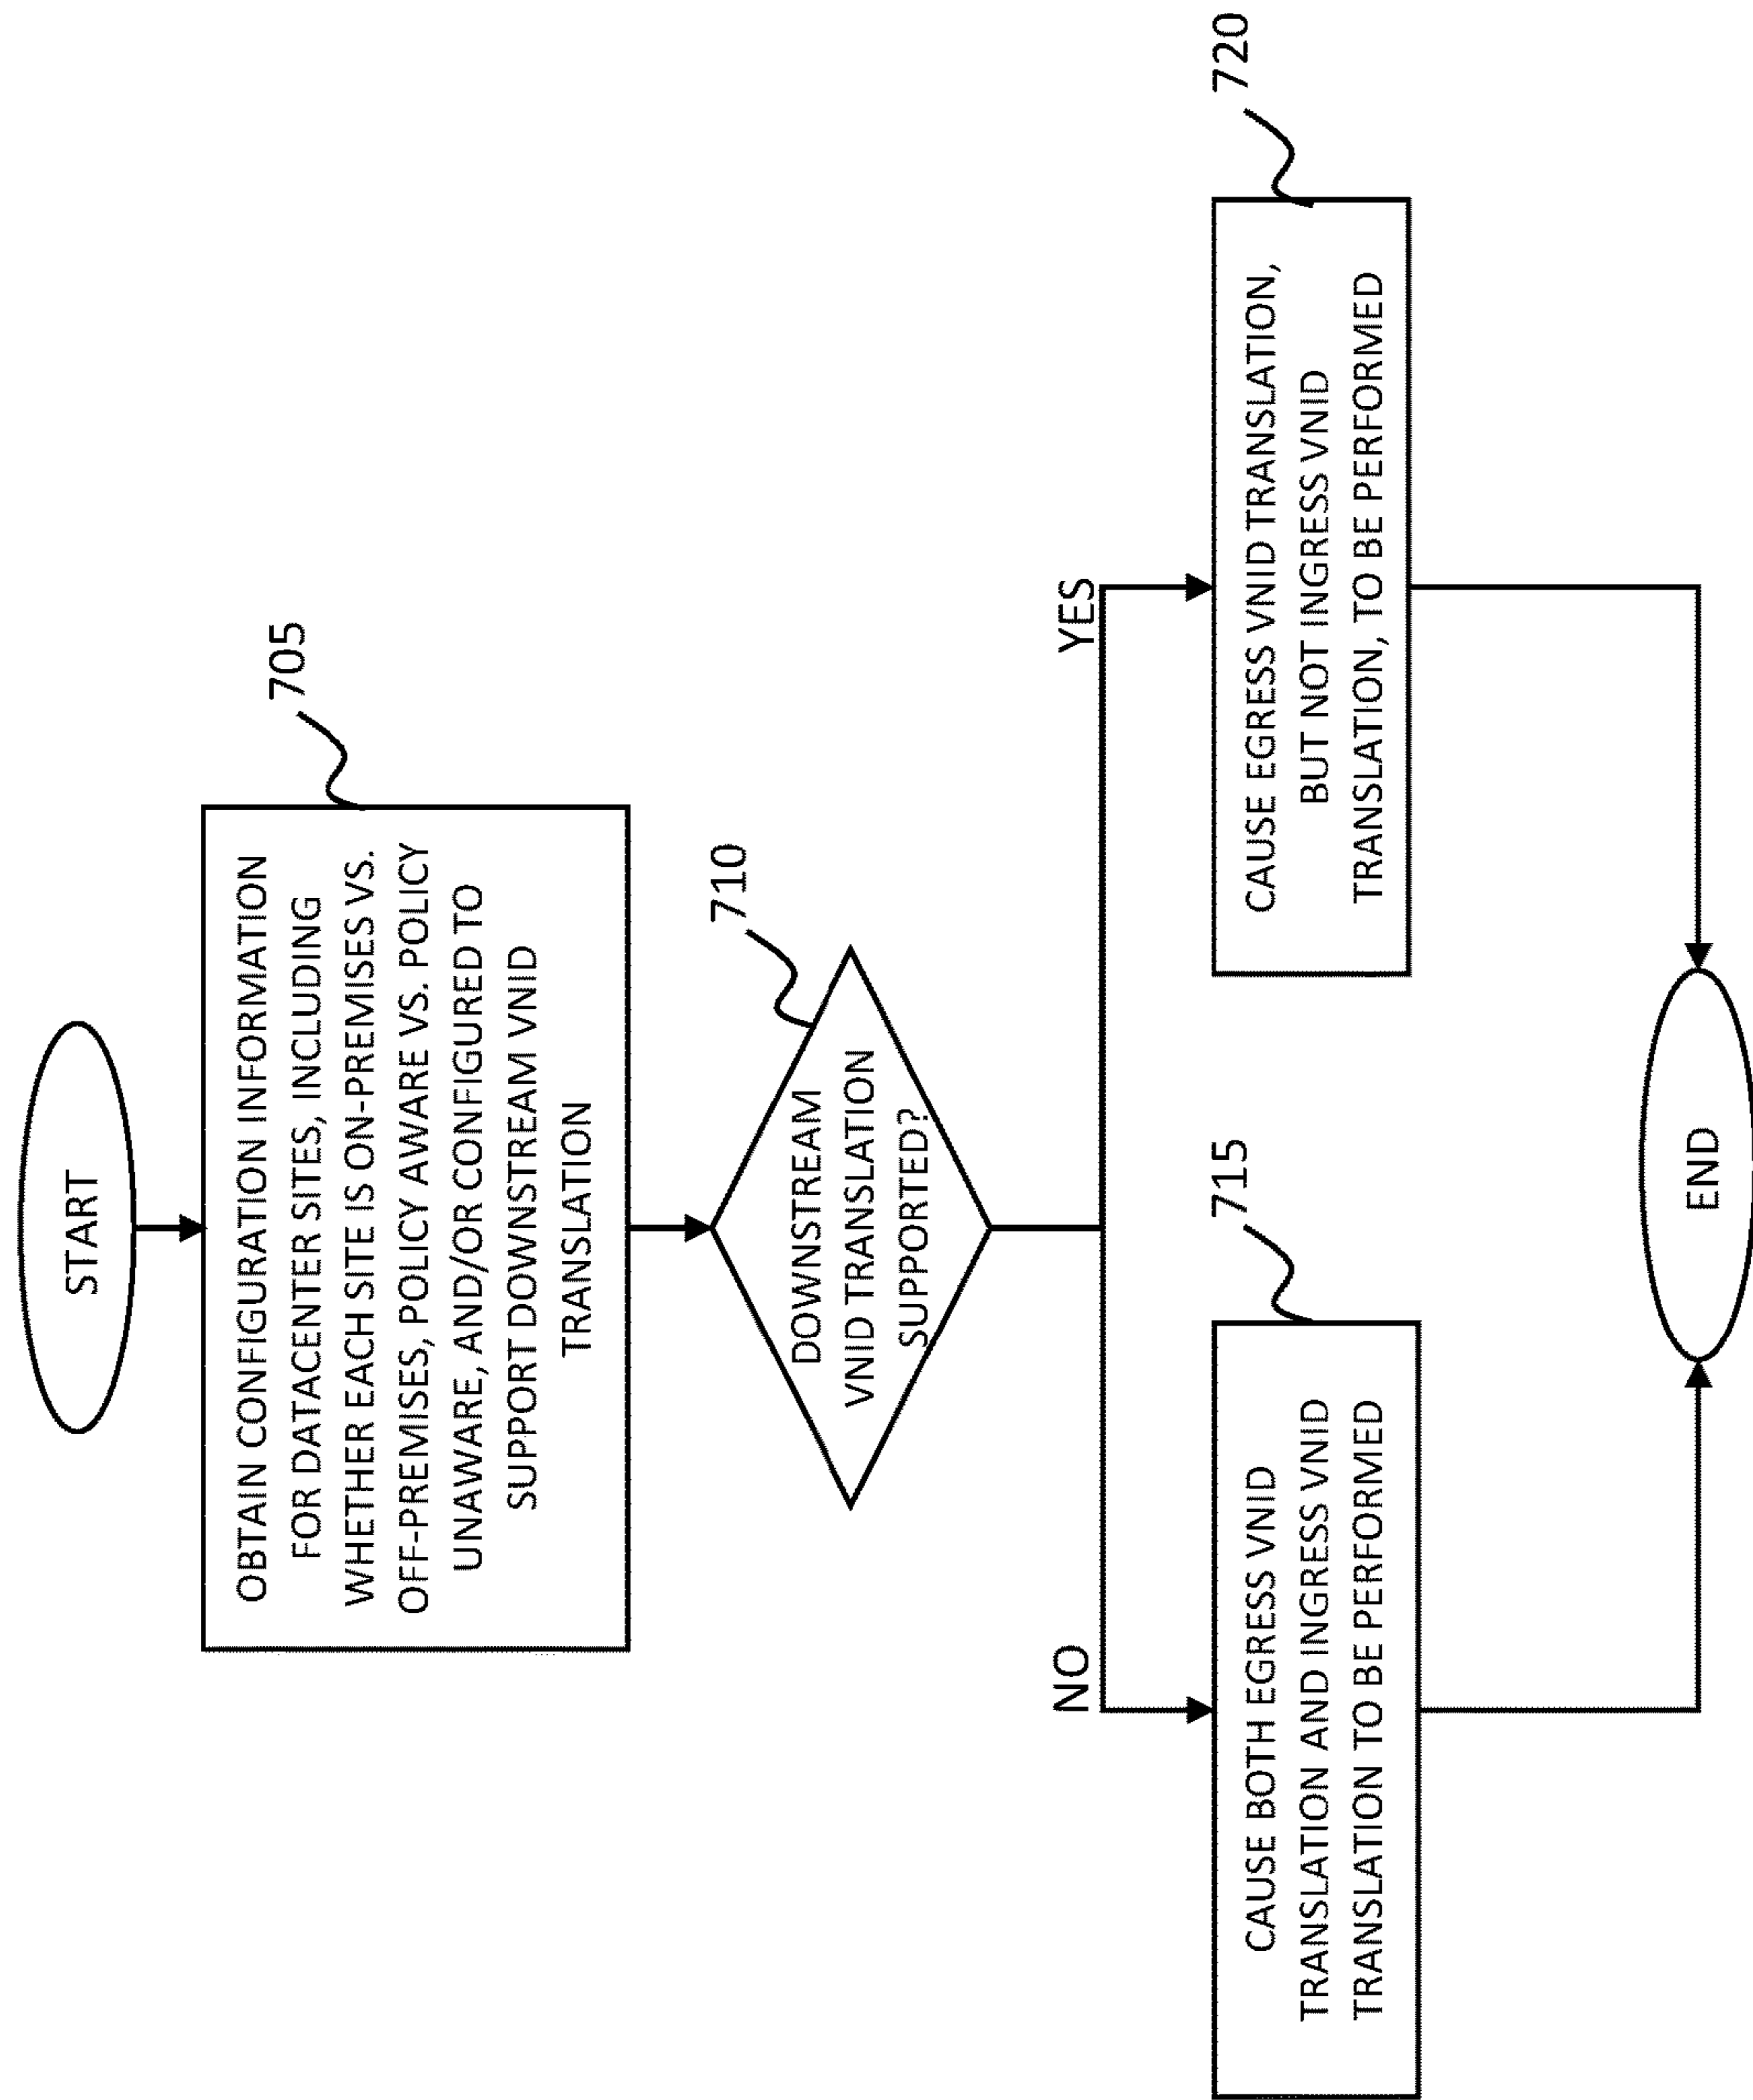 START
705
OBTAIN CONFIGURATION INFORMATION
FOR DATACENTER SITES, INCLUDING
WHETHER EACH SITE IS ON-PREMISES VS.
OFF-PREMISES, POLICY AWARE VS. POLICY
UNAWARE, AND/OR CONFIGURED TO
SUPPORT DOWNSTREAM VNID
TRANSLATION
710
DOWNSTREAM
VNID TRANSLATION
SUPPORTED?
NO
YES
715
CAUSE BOTH EGRESS VNID
TRANSLATION AND INGRESS VNID
TRANSLATION TO BE PERFORMED
720
CAUSE EGRESS VNID TRANSLATION,
BUT NOT INGRESS VNID
TRANSLATION, TO BE PERFORMED
END